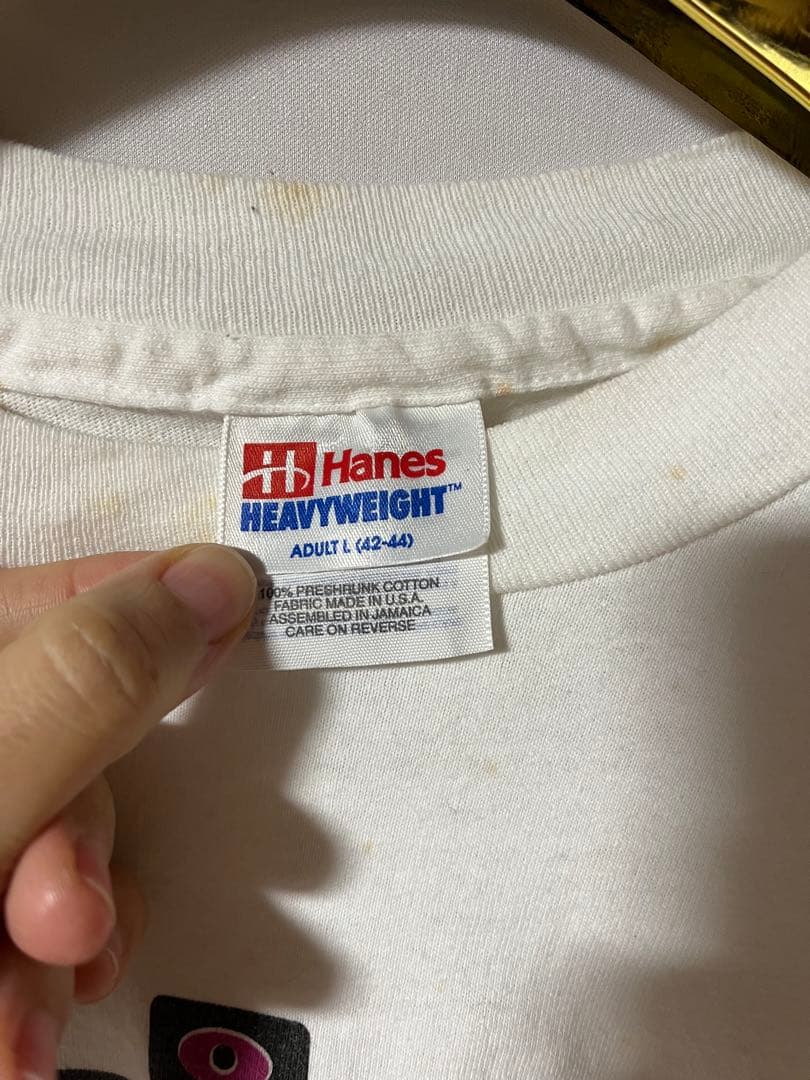 Hanes
HEAVYWEIGHT™
ADULT L (42-44)
100% PRESHRUNK COTTON
FABRIC MADE IN U.S.A.
ASSEMBLED IN JAMAICA
CARE ON REVERSE